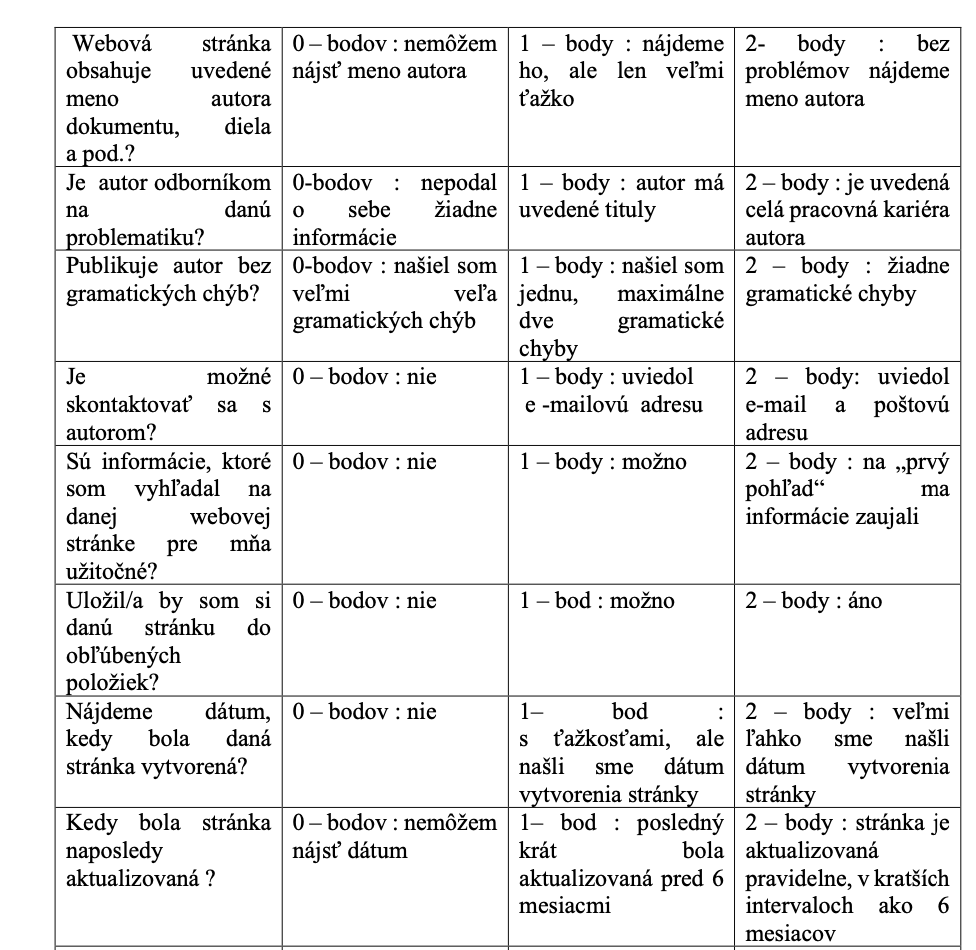 Webová stránka
obsahuje uvedené
meno autora
dokumentu, diela
a pod.?
0 – bodov : nemôžem
nájsť meno autora
1 – body : nájdeme
ho, ale len veľmi
ťažko
2- body : bez
problémov nájdeme
meno autora
Je autor odborníkom
na danú
problematiku?
0-bodov : nepodal
o sebe žiadne
informácie
1 – body : autor má
uvedené tituly
2 – body : je uvedená
celá pracovná kariéra
autora
Publikuje autor bez
gramatických chýb?
0-bodov : našiel som
veľmi veľa
gramatických chýb
1 – body : našiel som
jednu, maximálne
dve gramatické
chyby
2 – body : žiadne
gramatické chyby
Je možné
skontaktovať sa s
autorom?
0 – bodov : nie
1 – body : uviedol
e -mailovú adresu
2 – body: uviedol
e-mail a poštovú
adresu
Sú informácie, ktoré
som vyhľadal na
danej webovej
stránke pre mňa
užitočné?
0 – bodov : nie
1 – body : možno
2 – body : na „prvý
pohľad“ ma
informácie zaujali
Uložil/a by som si
danú stránku do
obľúbených
položiek?
0 – bodov : nie
1 – bod : možno
2 – body : áno
Nájdeme dátum,
kedy bola daná
stránka vytvorená?
0 – bodov : nie
1– bod :
s ťažkosťami, ale
našli sme dátum
vytvorenia stránky
2 – body : veľmi
ľahko sme našli
dátum vytvorenia
stránky
Kedy bola stránka
naposledy
aktualizovaná ?
0 – bodov : nemôžem
nájsť dátum
1– bod : posledný
krát bola
aktualizovaná pred 6
mesiacmi
2 – body : stránka je
aktualizovaná
pravidelne, v kratších
intervaloch ako 6
mesiacov